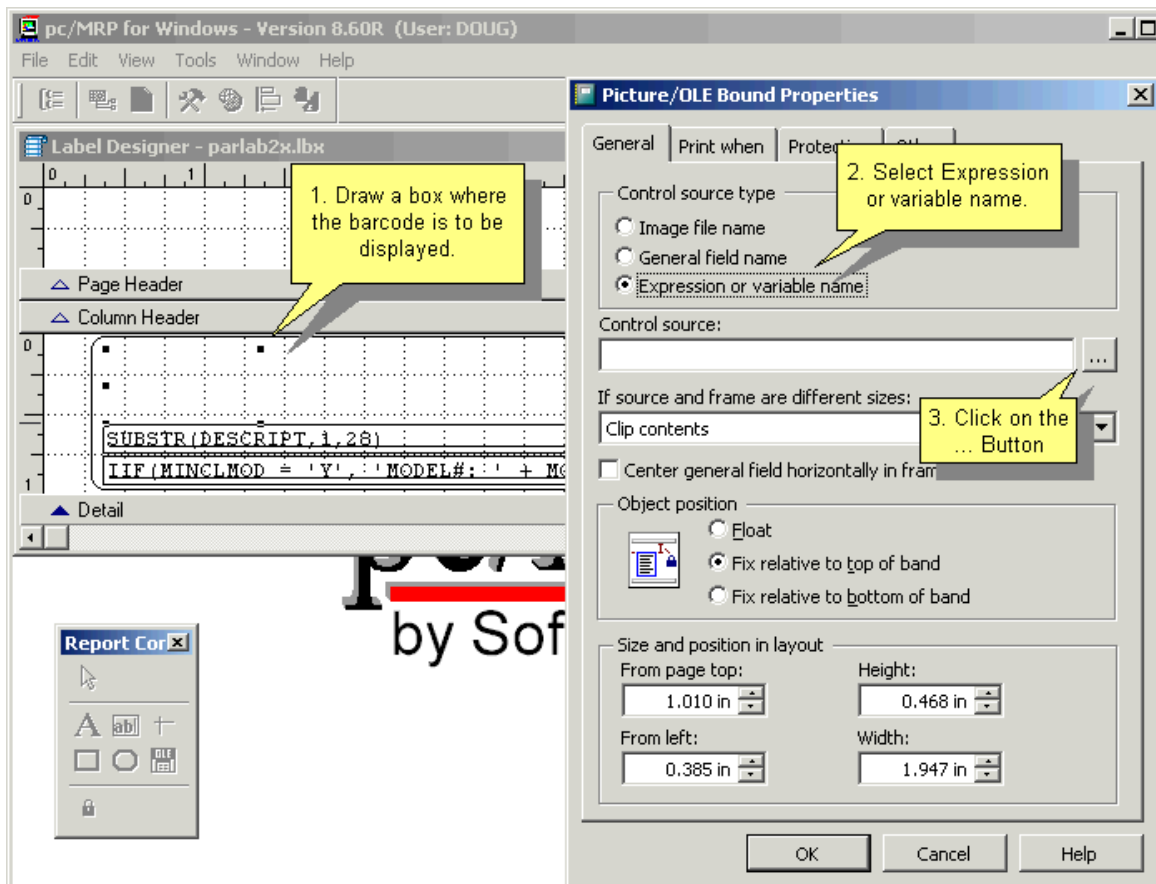 pc/MRP for Windows - Version 8.60R (User: DOUG)
File Edit View Tools Window Help
Label Designer - parlab2x.lbx
0 1
0
1. Draw a box where
the barcode is to be
displayed.
Page Header
Column Header
0
SUBSTR(DESCRIPT,1,28)
IIF(MINCLMOD = 'Y', 'MODEL#: ' + MO
1
Detail
by Sof
Report Cor
A ab|
OLE
Picture/OLE Bound Properties
General Print when
2. Select Expression
or variable name.
Control source type
Image file name
General field name
Expression or variable name
Control source:
...
If source and frame are different sizes:
3. Click on the
... Button
Clip contents
Center general field horizontally in fram
Object position
Float
Fix relative to top of band
Fix relative to bottom of band
Size and position in layout
From page top: Height:
1.010 in 0.468 in
From left: Width:
0.385 in 1.947 in
OK Cancel Help